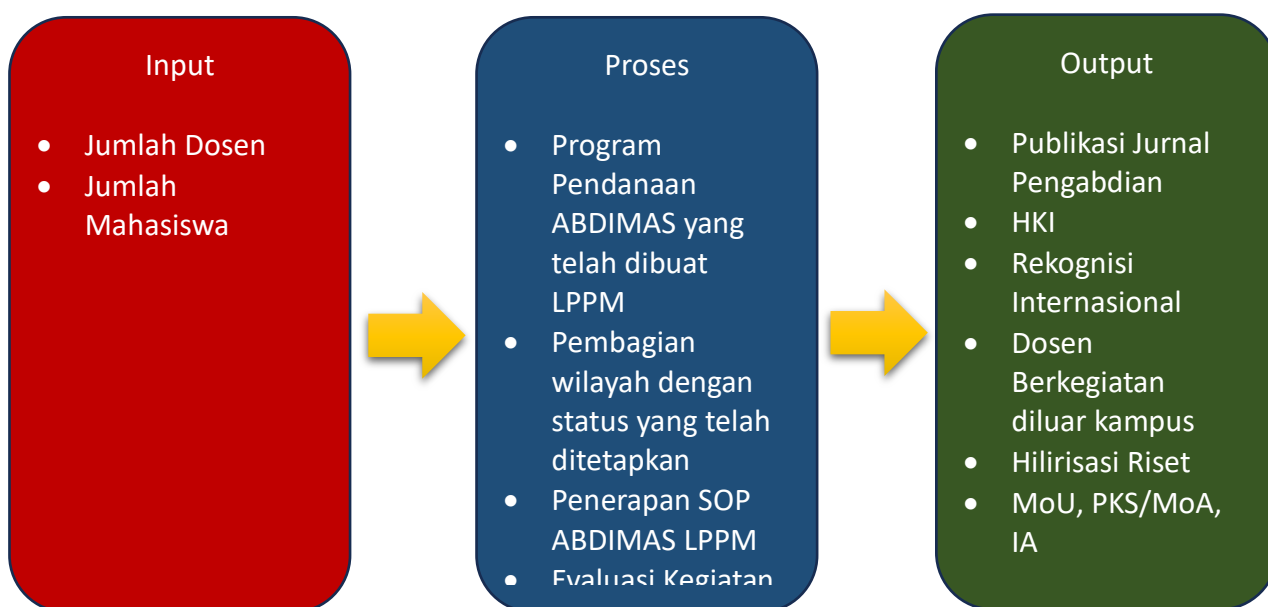 Input
• Jumlah Dosen
• Jumlah
Mahasiswa
Proses
• Program
Pendanaan
ABDIMAS yang
telah dibuat
LPPM
• Pembagian
wilayah dengan
status yang telah
ditetapkan
• Penerapan SOP
ABDIMAS LPPM
• Evaluasi Kegiatan
Output
• Publikasi Jurnal
Pengabdian
• HKI
• Rekognisi
Internasional
• Dosen
Berkegiatan
diluar kampus
• Hilirisasi Riset
• MoU, PKS/MoA,
IA